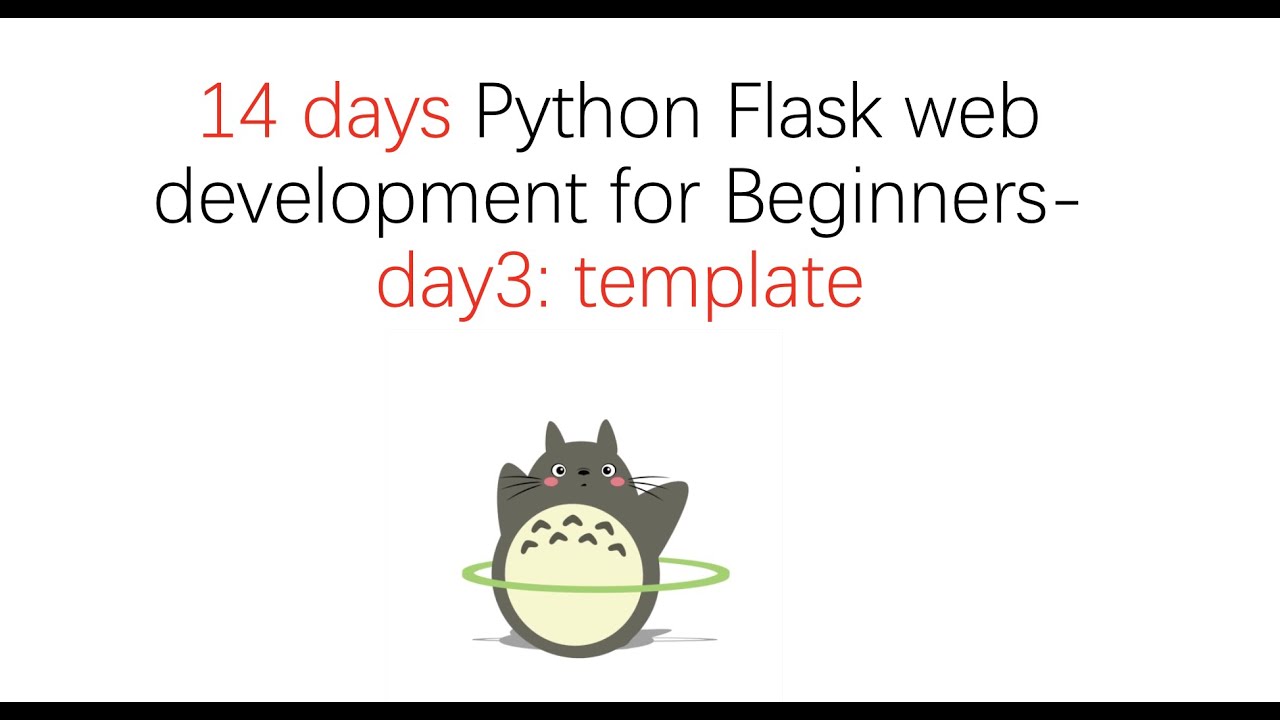 14 days Python Flask web
development for Beginners-
day3: template